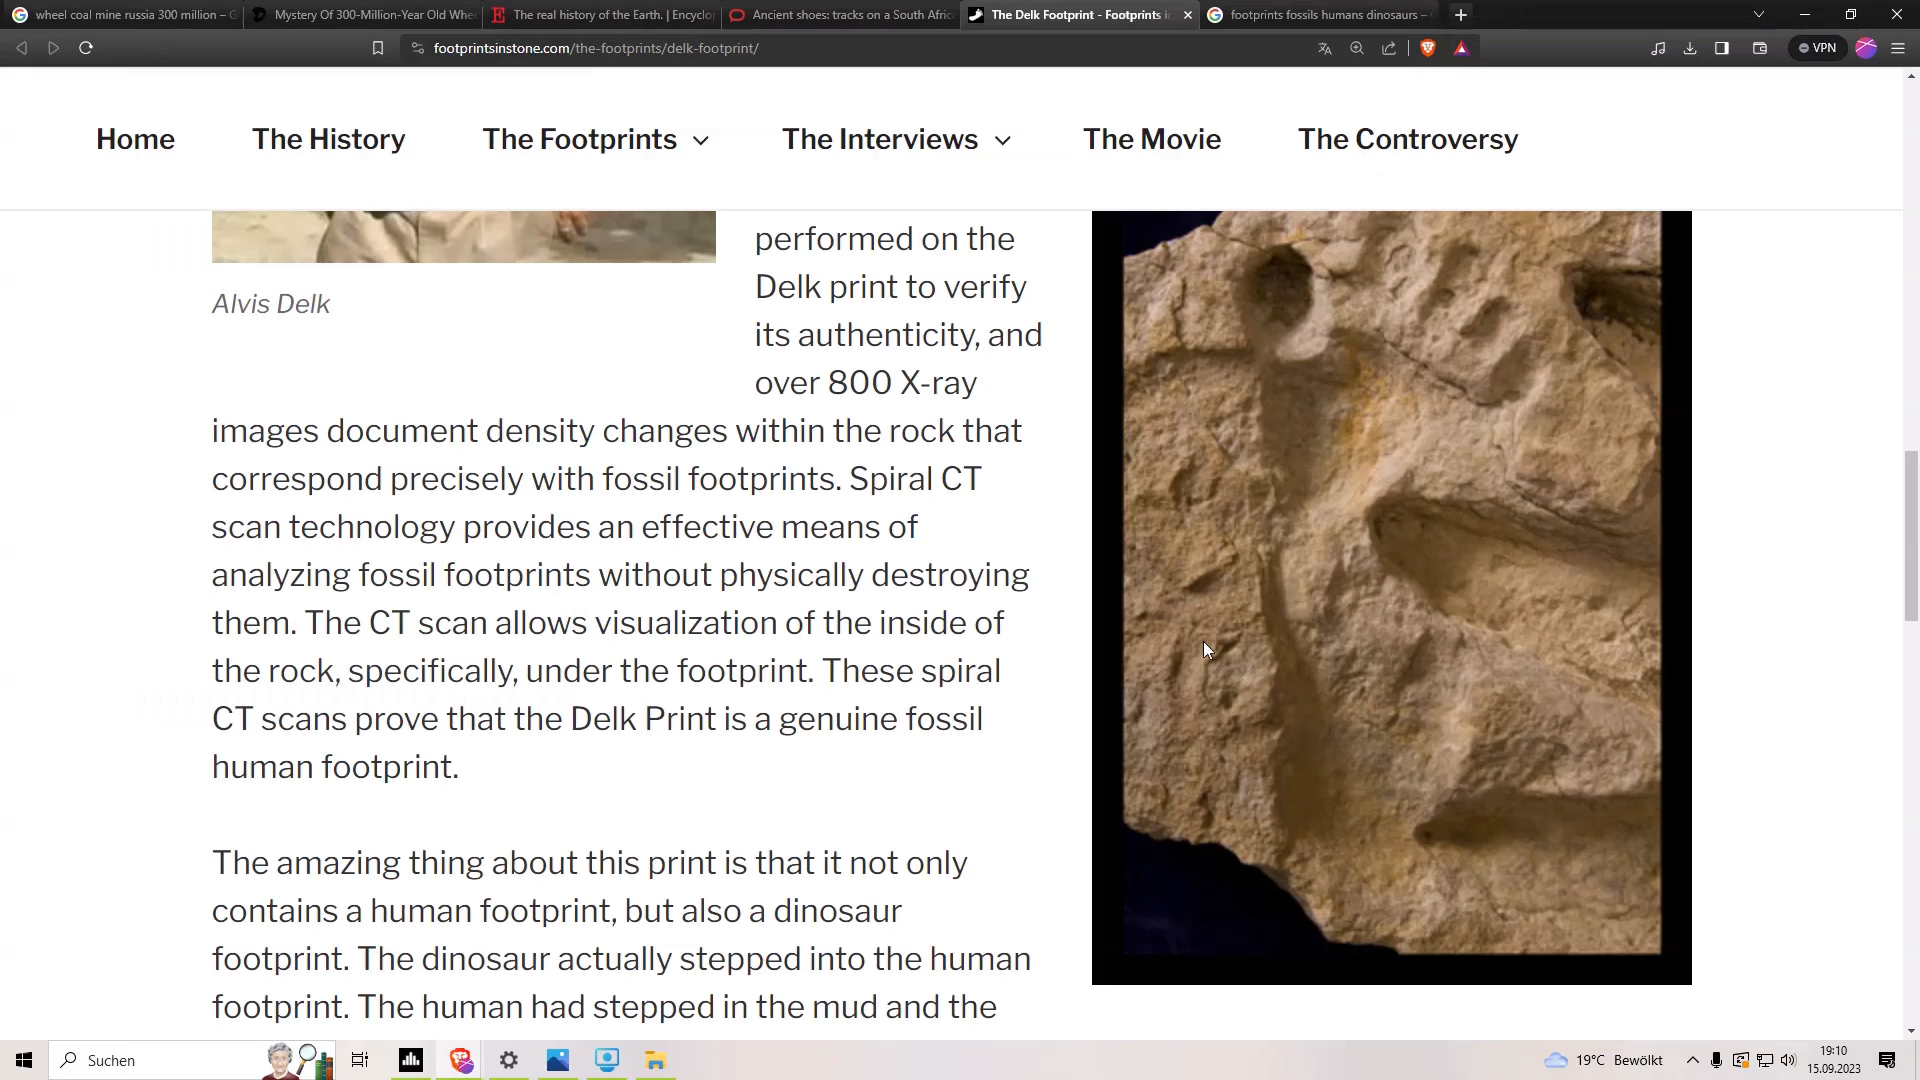 wheel coal mine russia 300 million – G
Mystery Of 300-Million-Year Old Whe
The real history of the Earth. | Encyclo
Ancient shoes: tracks on a South Afric
The Delk Footprint - Footprints i
footprints fossils humans dinosaurs –
footprintsinstone.com/the-footprints/delk-footprint/
VPN
Home The History The Footprints The Interviews The Movie The Controversy
performed on the
Delk print to verify
its authenticity, and
over 800 X-ray
Alvis Delk
images document density changes within the rock that
correspond precisely with fossil footprints. Spiral CT
scan technology provides an effective means of
analyzing fossil footprints without physically destroying
them. The CT scan allows visualization of the inside of
the rock, specifically, under the footprint. These spiral
CT scans prove that the Delk Print is a genuine fossil
human footprint.
The amazing thing about this print is that it not only
contains a human footprint, but also a dinosaur
footprint. The dinosaur actually stepped into the human
footprint. The human had stepped in the mud and the
Suchen
19°C Bewölkt
19:10
15.09.2023